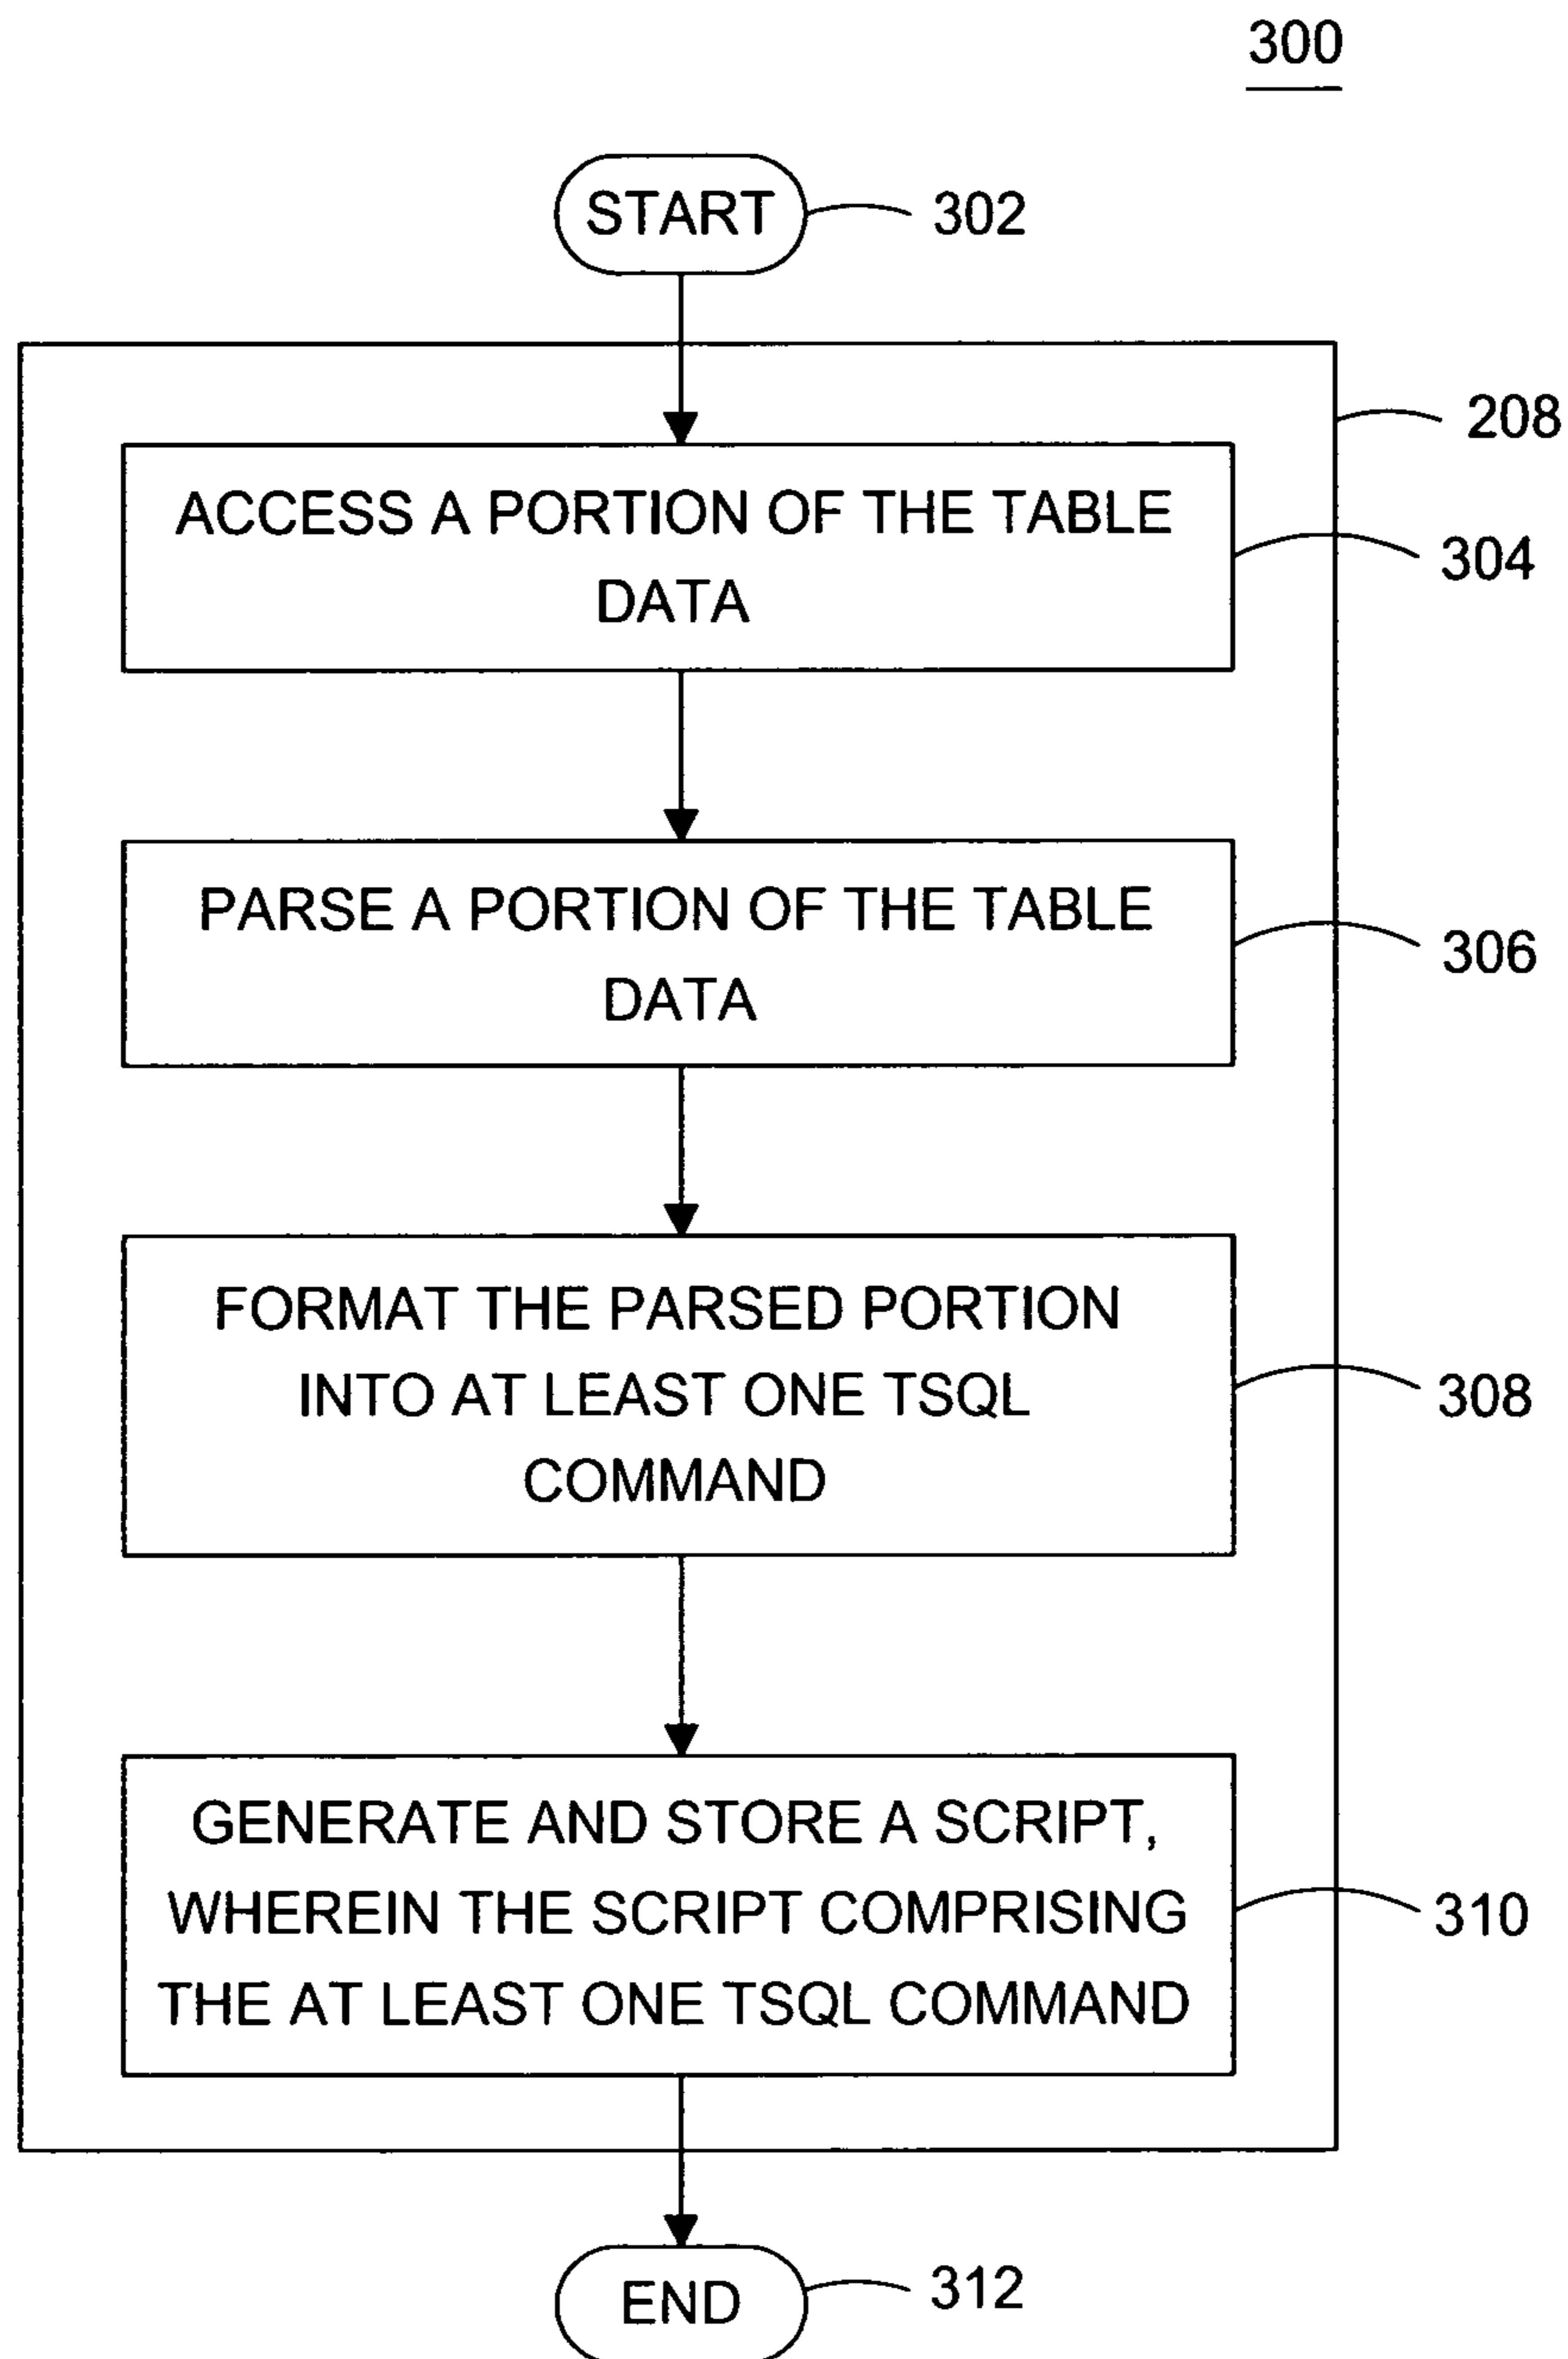 300
START
302
208
ACCESS A PORTION OF THE TABLE
DATA
304
PARSE A PORTION OF THE TABLE
DATA
306
FORMAT THE PARSED PORTION
INTO AT LEAST ONE TSQL
COMMAND
308
GENERATE AND STORE A SCRIPT,
WHEREIN THE SCRIPT COMPRISING
THE AT LEAST ONE TSQL COMMAND
310
END
312